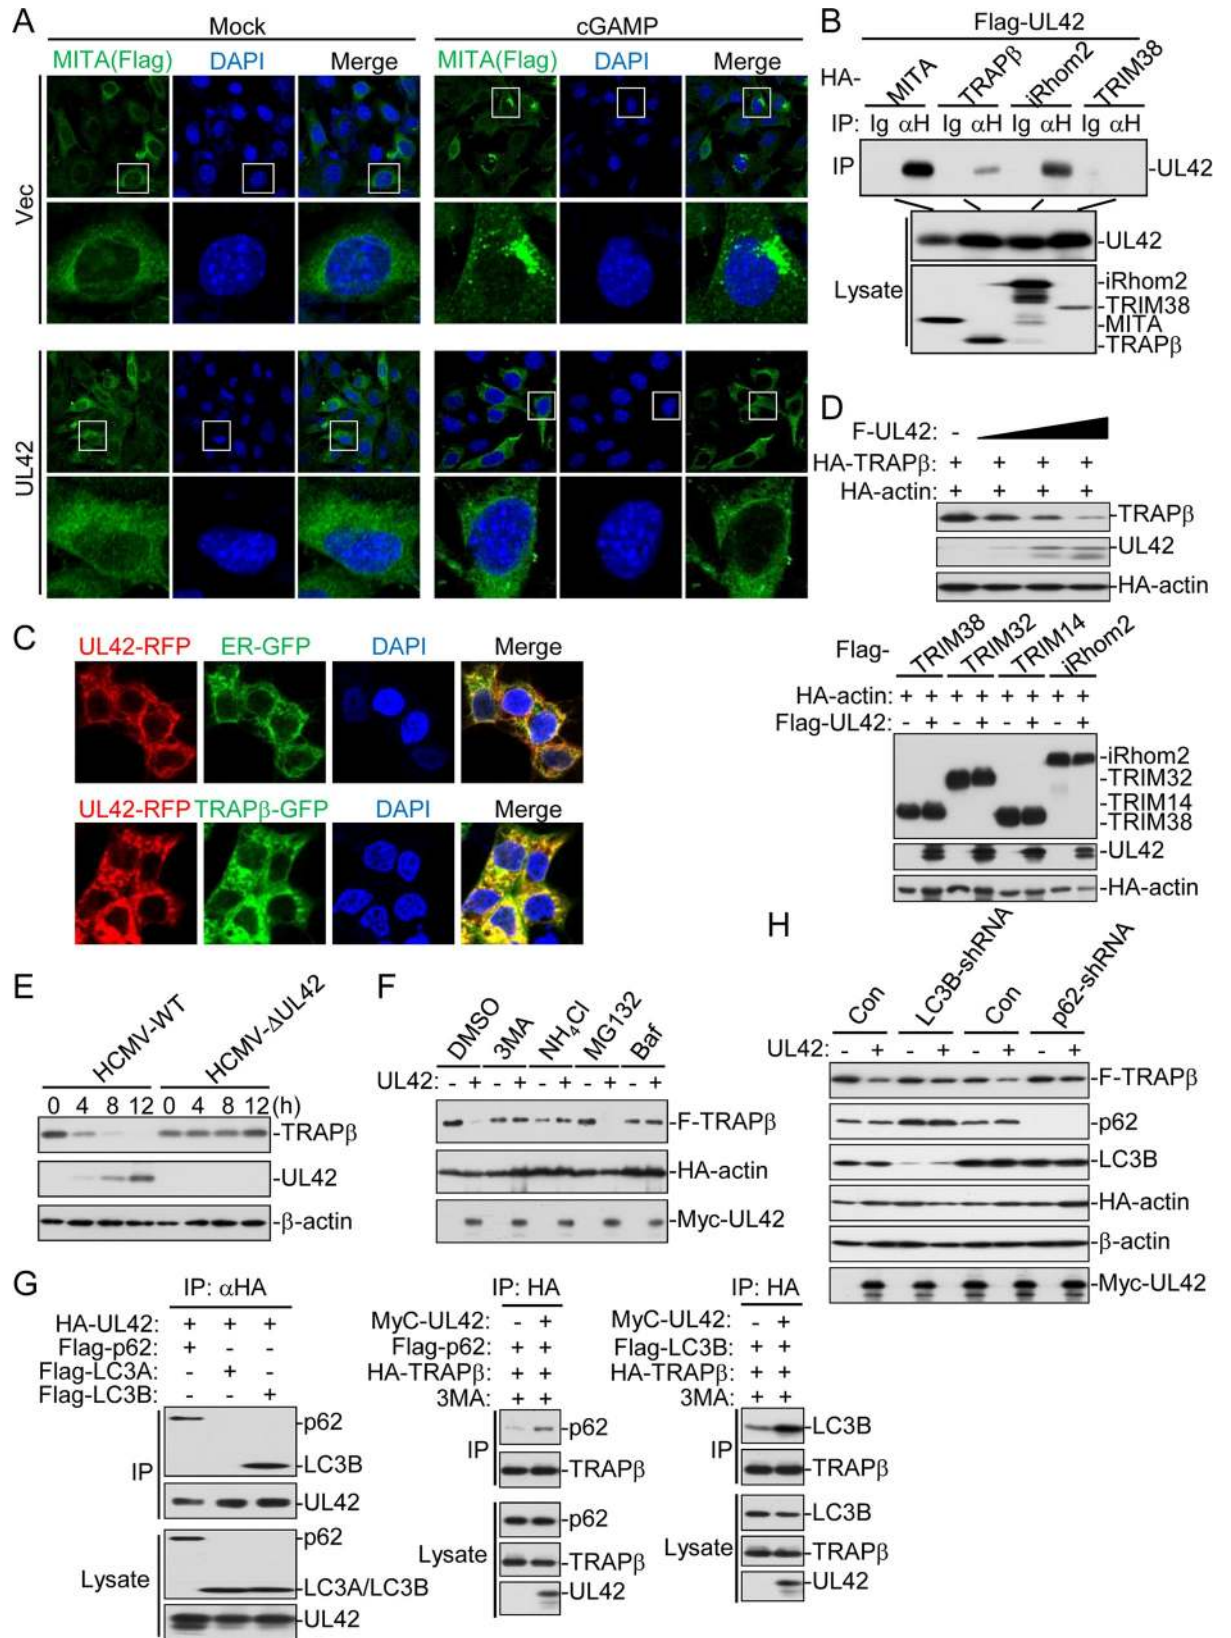 A
Mock
cGAMP
MITA(Flag) DAPI Merge MITA(Flag) DAPI Merge
Vec
UL42
B
Flag-UL42
HA- MITA TRAPβ iRhom2 TRIM38
IP: Ig αH Ig αH Ig αH Ig αH
IP -UL42
-UL42
Lysate
-iRhom2
-TRIM38
-MITA
-TRAPβ
C
UL42-RFP ER-GFP DAPI Merge
UL42-RFP TRAPβ-GFP DAPI Merge
D
F-UL42: -
HA-TRAPβ: + + + +
HA-actin: + + + +
-TRAPβ
-UL42
-HA-actin
Flag- TRIM38 TRIM32 TRIM14 iRhom2
HA-actin: + + + + + + + +
Flag-UL42: - + - + - + - +
-iRhom2
-TRIM32
-TRIM14
-TRIM38
-UL42
-HA-actin
E
HCMV-WT HCMV-ΔUL42
0 4 8 12 0 4 8 12 (h)
-TRAPβ
-UL42
-β-actin
F
DMSO 3MA NH4Cl MG132 Baf
UL42: - + - + - + - + - +
-F-TRAPβ
-HA-actin
-Myc-UL42
G
IP: αHA
HA-UL42: + + +
Flag-p62: + - -
Flag-LC3A: - + -
Flag-LC3B: - - +
IP
-p62
-LC3B
-UL42
Lysate
-p62
-LC3A/LC3B
-UL42
IP: HA
MyC-UL42: - +
Flag-p62: + +
HA-TRAPβ: + +
3MA: + +
IP
-p62
-TRAPβ
Lysate
-p62
-TRAPβ
-UL42
IP: HA
MyC-UL42: - +
Flag-LC3B: + +
HA-TRAPβ: + +
3MA: + +
IP
-LC3B
-TRAPβ
Lysate
-LC3B
-TRAPβ
-UL42
H
Con LC3B-shRNA Con p62-shRNA
UL42: - + - + - + - +
-F-TRAPβ
-p62
-LC3B
-HA-actin
-β-actin
-Myc-UL42